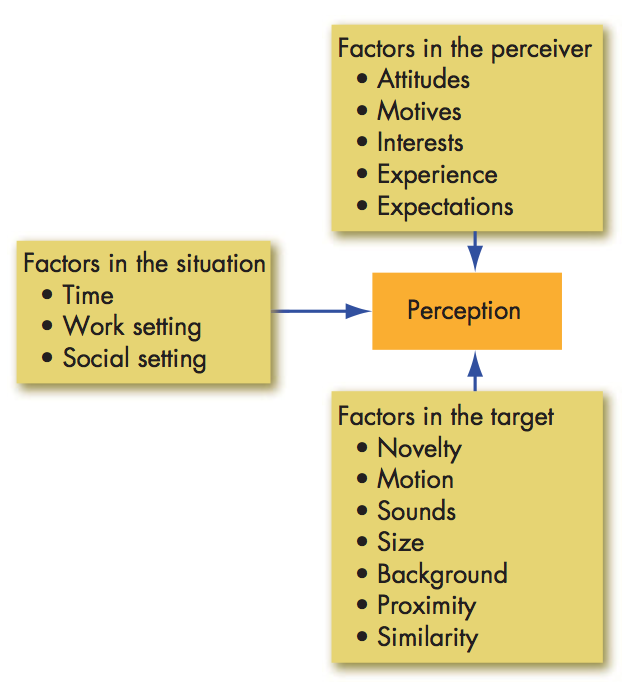 Factors in the perceiver
• Attitudes
• Motives
• Interests
• Experience
• Expectations
Factors in the situation
• Time
• Work setting
• Social setting
Perception
Factors in the target
• Novelty
• Motion
• Sounds
• Size
• Background
• Proximity
• Similarity